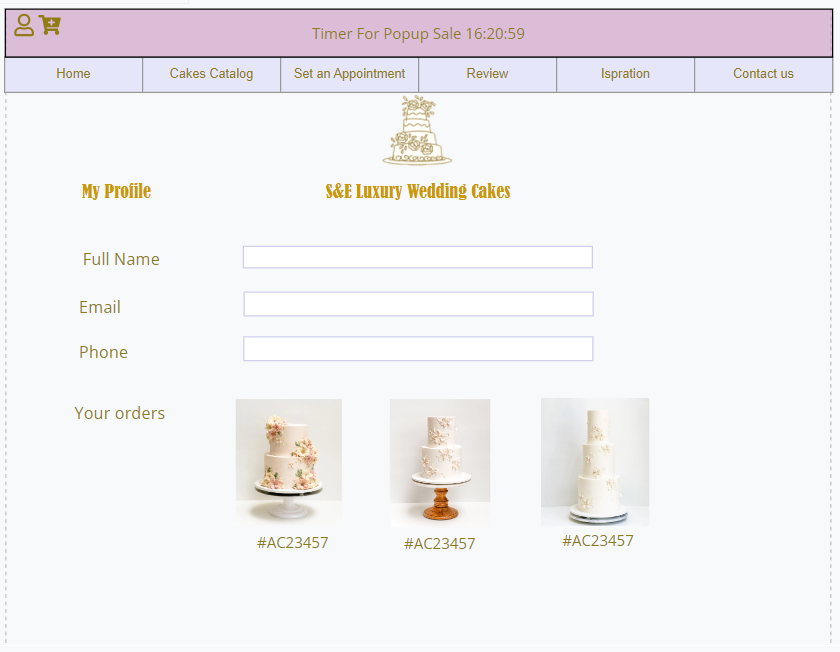 Timer For Popup Sale 16:20:59
Home Cakes Catalog Set an Appointment Review Ispration Contact us
My Profile S&E Luxury Wedding Cakes
Full Name
Email
Phone
Your orders
#AC23457 #AC23457 #AC23457